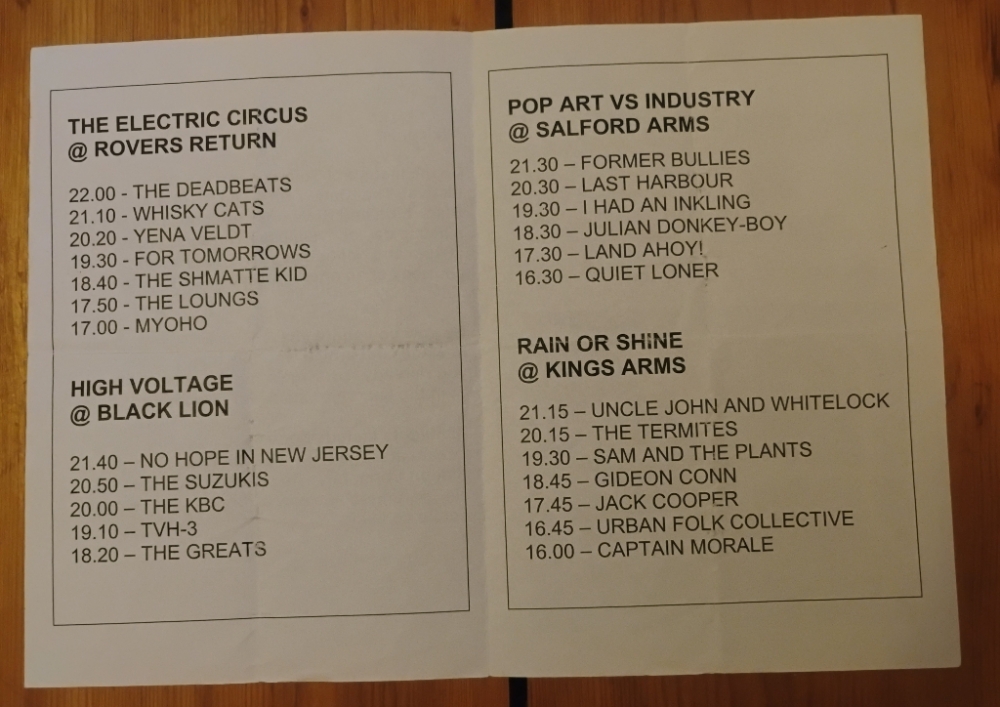 THE ELECTRIC CIRCUS
@ ROVERS RETURN
22.00 - THE DEADBEATS
21.10 - WHISKY CATS
20.20 - YENA VELDT
19.30 - FOR TOMORROWS
18.40 - THE SHMATTE KID
17.50 - THE LOUNGS
17.00 - MYOHO
HIGH VOLTAGE
@ BLACK LION
21.40 – NO HOPE IN NEW JERSEY
20.50 – THE SUZUKIS
20.00 – THE KBC
19.10 – TVH-3
18.20 – THE GREATS
POP ART VS INDUSTRY
@ SALFORD ARMS
21.30 – FORMER BULLIES
20.30 – LAST HARBOUR
19.30 – I HAD AN INKLING
18.30 – JULIAN DONKEY-BOY
17.30 – LAND AHOY!
16.30 – QUIET LONER
RAIN OR SHINE
@ KINGS ARMS
21.15 – UNCLE JOHN AND WHITELOCK
20.15 – THE TERMITES
19.30 – SAM AND THE PLANTS
18.45 – GIDEON CONN
17.45 – JACK COOPER
16.45 – URBAN FOLK COLLECTIVE
16.00 – CAPTAIN MORALE